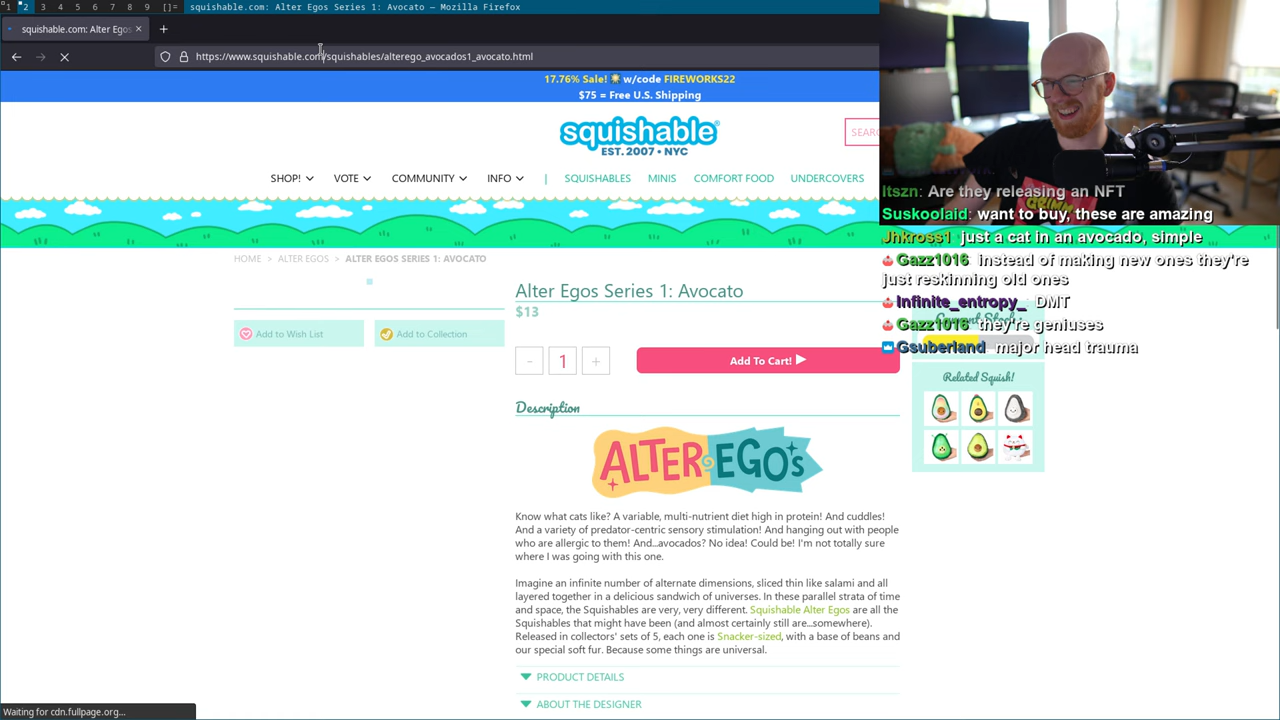 1 2 3 4 5 6 7 8 9 []= squishable.com: Alter Egos Series 1: Avocato — Mozilla Firefox
squishable.com: Alter Egos
https://www.squishable.com/squishables/alterego_avocados1_avocato.html
17.76% Sale! w/code FIREWORKS22
$75 = Free U.S. Shipping
squishable
EST. 2007 • NYC
SEARC
SHOP! VOTE COMMUNITY INFO | SQUISHABLES MINIS COMFORT FOOD UNDERCOVERS
Itszn: Are they releasing an NFT
Suskoolaid: want to buy, these are amazing
Jhkross1: just a cat in an avocado, simple
Gazz1016: instead of making new ones they're
just reskinning old ones
Infinite_entropy_: DMT
Gazz1016: they're geniuses
Gsuberland: major head trauma
HOME > ALTER EGOS > ALTER EGOS SERIES 1: AVOCATO
Alter Egos Series 1: Avocato
$13
Add to Wish List
Add to Collection
- 1 +
Add To Cart!
Current Stock:
Related Squish!
Description
ALTER EGO's
Know what cats like? A variable, multi-nutrient diet high in protein! And cuddles!
And a variety of predator-centric sensory stimulation! And hanging out with people
who are allergic to them! And...avocados? No idea! Could be! I'm not totally sure
where I was going with this one.
Imagine an infinite number of alternate dimensions, sliced thin like salami and all
layered together in a delicious sandwich of universes. In these parallel strata of time
and space, the Squishables are very, very different. Squishable Alter Egos are all the
Squishables that might have been (and almost certainly still are...somewhere).
Released in collectors' sets of 5, each one is Snacker-sized, with a base of beans and
our special soft fur. Because some things are universal.
PRODUCT DETAILS
ABOUT THE DESIGNER
Waiting for cdn.fullpage.org...